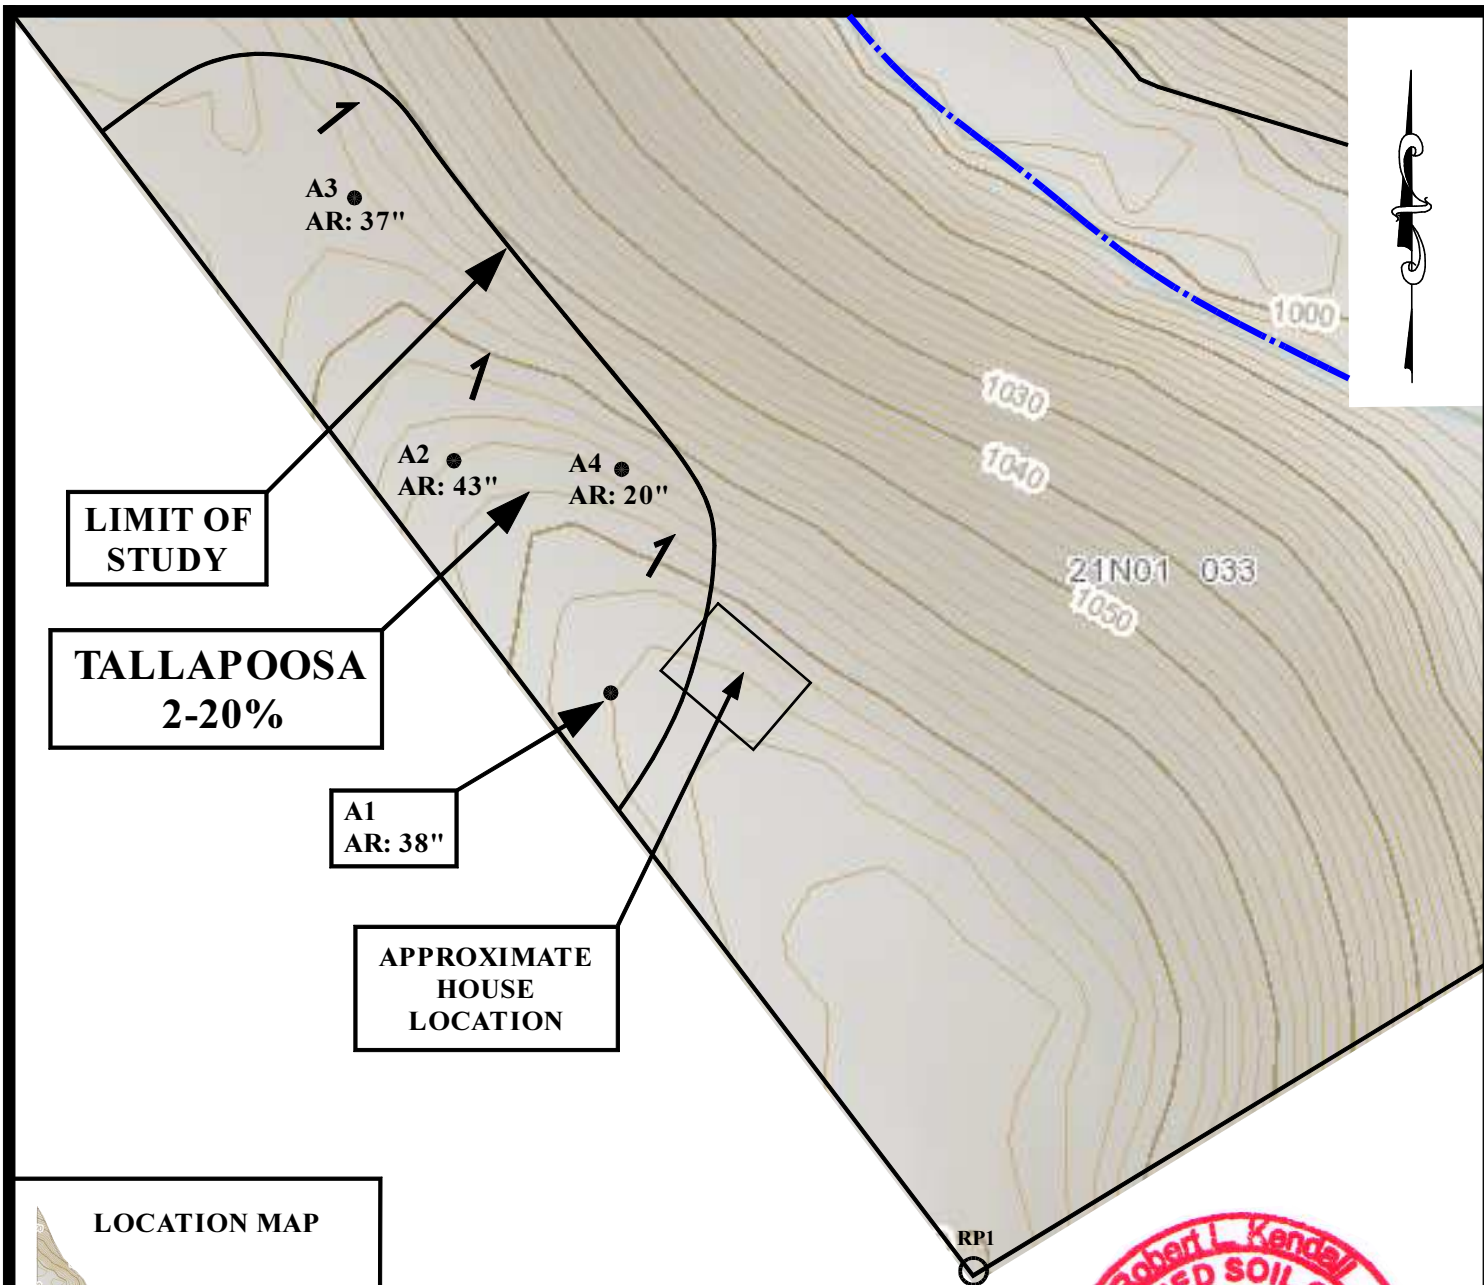 A3
AR: 37"
1000
1030
1040
A2
AR: 43"
A4
AR: 20"
LIMIT OF
STUDY
21N01 033
1050
TALLAPOOSA
2-20%
A1
AR: 38"
APPROXIMATE
HOUSE
LOCATION
LOCATION MAP
RP1
Robert L. Kendall
SOIL